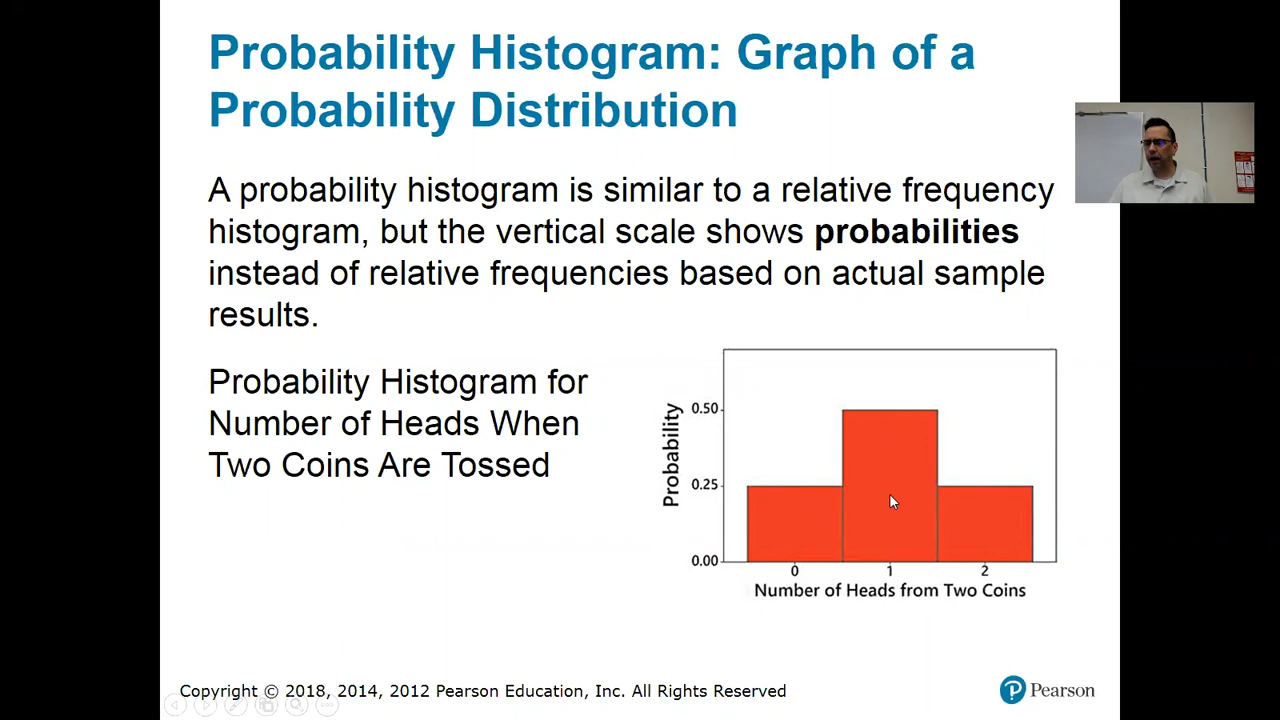 Probability Histogram: Graph of a
Probability Distribution
A probability histogram is similar to a relative frequency
histogram, but the vertical scale shows probabilities
instead of relative frequencies based on actual sample
results.
Probability Histogram for
Number of Heads When
Two Coins Are Tossed
Probability
0.50
0.25
0.00
0 1 2
Number of Heads from Two Coins
Copyright © 2018, 2014, 2012 Pearson Education, Inc. All Rights Reserved
P Pearson